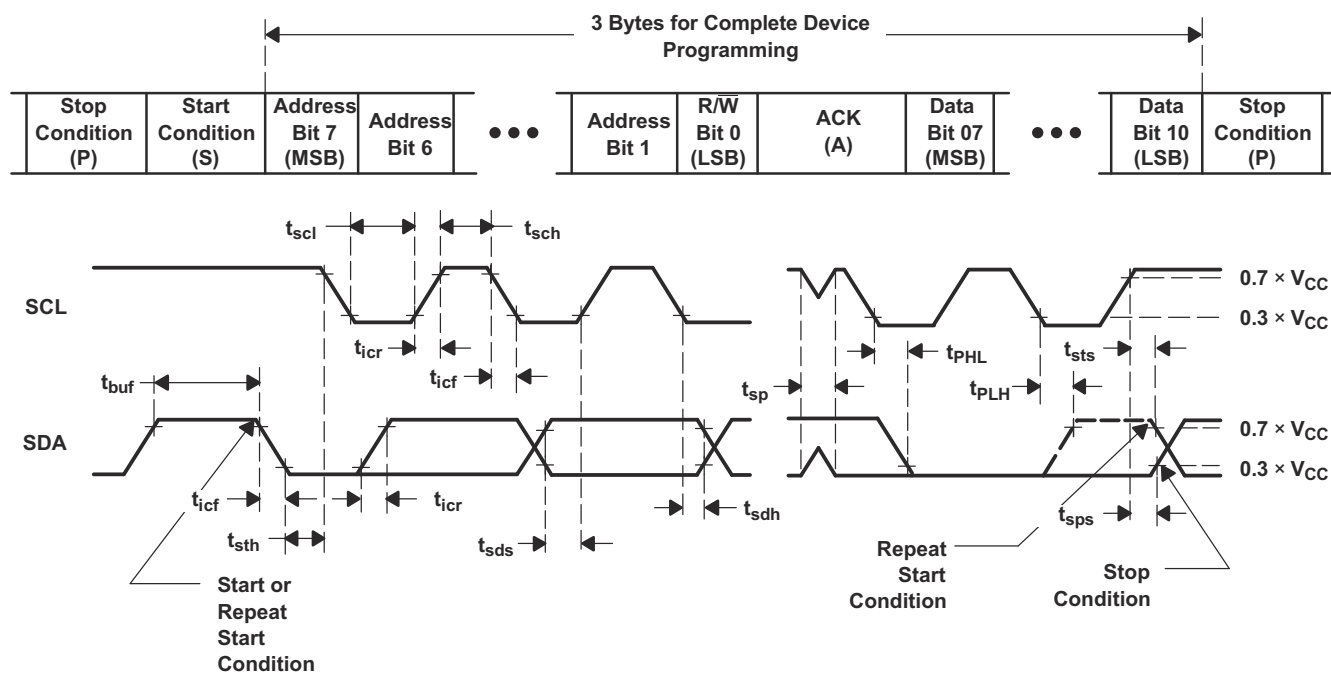 3 Bytes for Complete Device
Programming
Stop
Condition
(P)
Start
Condition
(S)
Address
Bit 7
(MSB)
Address
Bit 6
•••
Address
Bit 1
R/W̅
Bit 0
(LSB)
ACK
(A)
Data
Bit 07
(MSB)
•••
Data
Bit 10
(LSB)
Stop
Condition
(P)
tscl
tsch
SCL
0.7 × VCC
0.3 × VCC
ticr
ticf
tbuf
tsp
tPHL
tPLH
tsts
SDA
0.7 × VCC
0.3 × VCC
ticf
ticr
tsth
tsds
tsdh
tsps
Start or
Repeat
Start
Condition
Repeat
Start
Condition
Stop
Condition